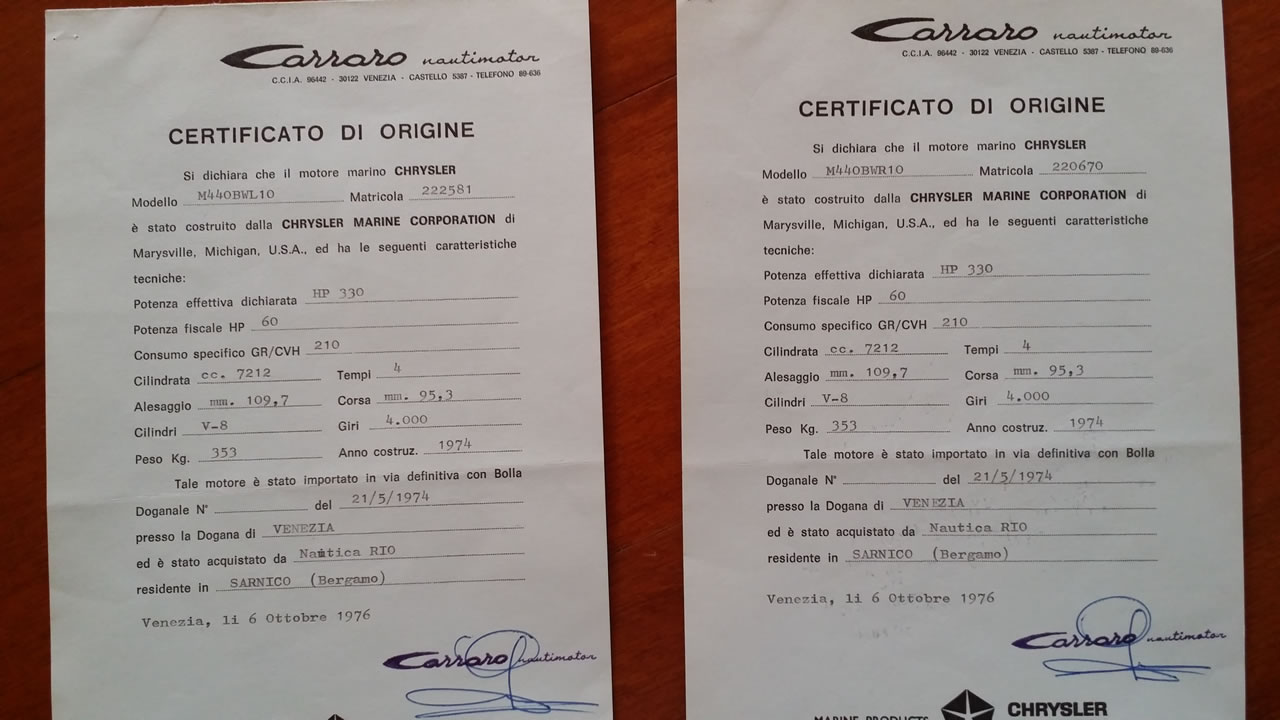 Carraro nautimotor
C.C.I.A. 96442 - 30122 VENEZIA - CASTELLO 5387 - TELEFONO 89-636
CERTIFICATO DI ORIGINE
Si dichiara che il motore marino CHRYSLER
Modello M440BWL10 Matricola 222581
è stato costruito dalla CHRYSLER MARINE CORPORATION di
Marysville, Michigan, U.S.A., ed ha le seguenti caratteristiche
tecniche:
Potenza effettiva dichiarata HP 330
Potenza fiscale HP 60
Consumo specifico GR/CVH 210
Cilindrata cc. 7212 Tempi 4
Alesaggio mm. 109,7 Corsa mm. 95,3
Cilindri V-8 Giri 4.000
Peso Kg. 353 Anno costruz. 1974
Tale motore è stato importato in via definitiva con Bolla
Doganale N° del 21/5/1974
presso la Dogana di VENEZIA
ed è stato acquistato da Nautica RIO
residente in SARNICO (Bergamo)
Venezia, li 6 Ottobre 1976
Carraro nautimotor
Carraro nautimotor
C.C.I.A. 96442 - 30122 VENEZIA - CASTELLO 5387 - TELEFONO 89-636
CERTIFICATO DI ORIGINE
Si dichiara che il motore marino CHRYSLER
Modello M440BWR10 Matricola 220670
è stato costruito dalla CHRYSLER MARINE CORPORATION di
Marysville, Michigan, U.S.A., ed ha le seguenti caratteristiche
tecniche:
Potenza effettiva dichiarata HP 330
Potenza fiscale HP 60
Consumo specifico GR/CVH 210
Cilindrata cc. 7212 Tempi 4
Alesaggio mm. 109,7 Corsa mm. 95,3
Cilindri V-8 Giri 4.000
Peso Kg. 353 Anno costruz. 1974
Tale motore è stato importato in via definitiva con Bolla
Doganale N° del 21/5/1974
presso la Dogana di VENEZIA
ed è stato acquistato da Nautica RIO
residente in SARNICO (Bergamo)
Venezia, li 6 Ottobre 1976
Carraro nautimotor
MARINE PRODUCTS CHRYSLER